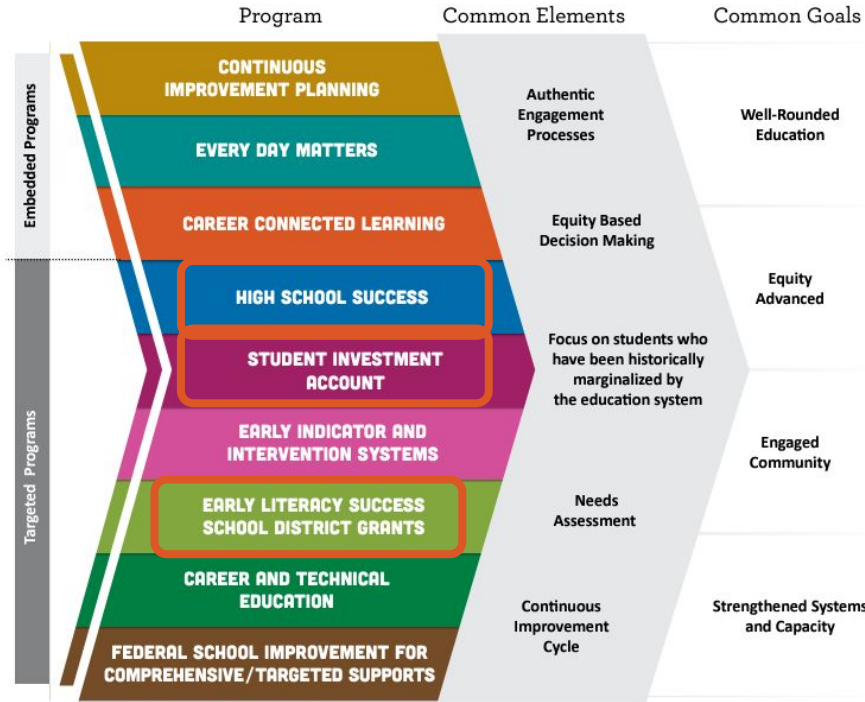 Program
Common Elements
Common Goals
Embedded Programs
Targeted Programs
CONTINUOUS
IMPROVEMENT PLANNING
EVERY DAY MATTERS
CAREER CONNECTED LEARNING
HIGH SCHOOL SUCCESS
STUDENT INVESTMENT
ACCOUNT
EARLY INDICATOR AND
INTERVENTION SYSTEMS
EARLY LITERACY SUCCESS
SCHOOL DISTRICT GRANTS
CAREER AND TECHNICAL
EDUCATION
FEDERAL SCHOOL IMPROVEMENT FOR
COMPREHENSIVE/TARGETED SUPPORTS
Authentic
Engagement
Processes
Equity Based
Decision Making
Focus on students who
have been historically
marginalized by
the education system
Needs
Assessment
Continuous
Improvement
Cycle
Well-Rounded
Education
Equity
Advanced
Engaged
Community
Strengthened Systems
and Capacity